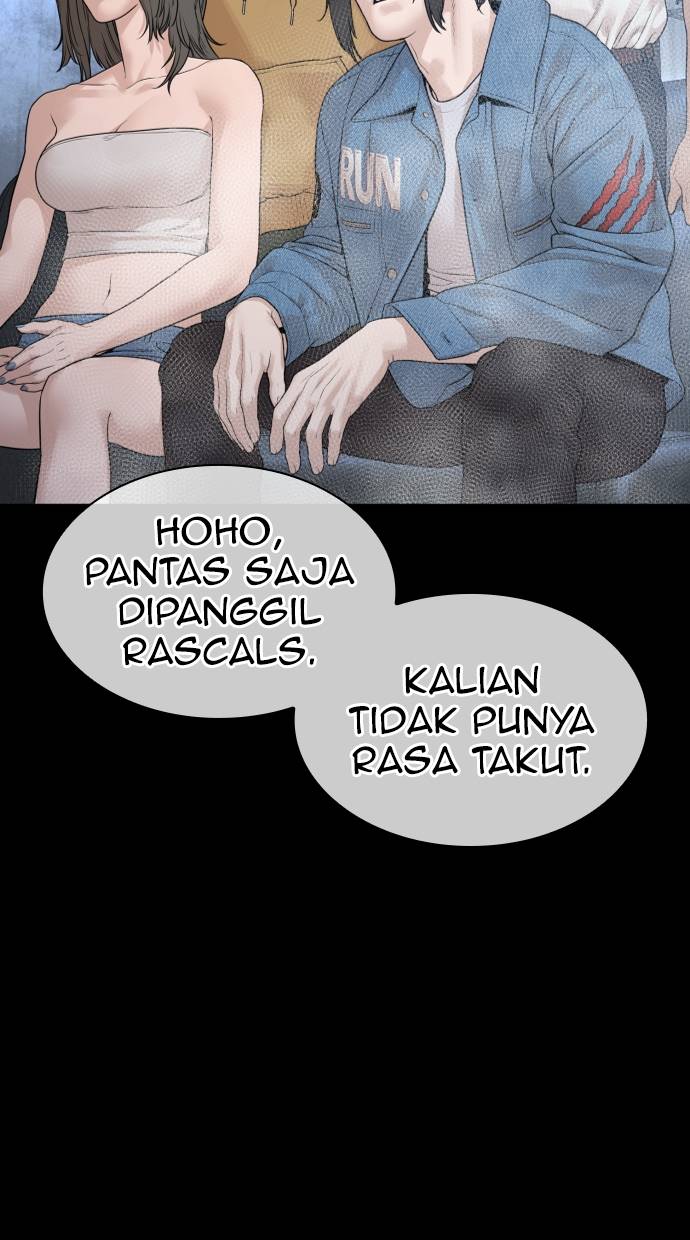 RUN
HOHO,
PANTAS SAJA
DIPANGGIL
RASCALS.
KALIAN
TIDAK PUNYA
RASA TAKUT.